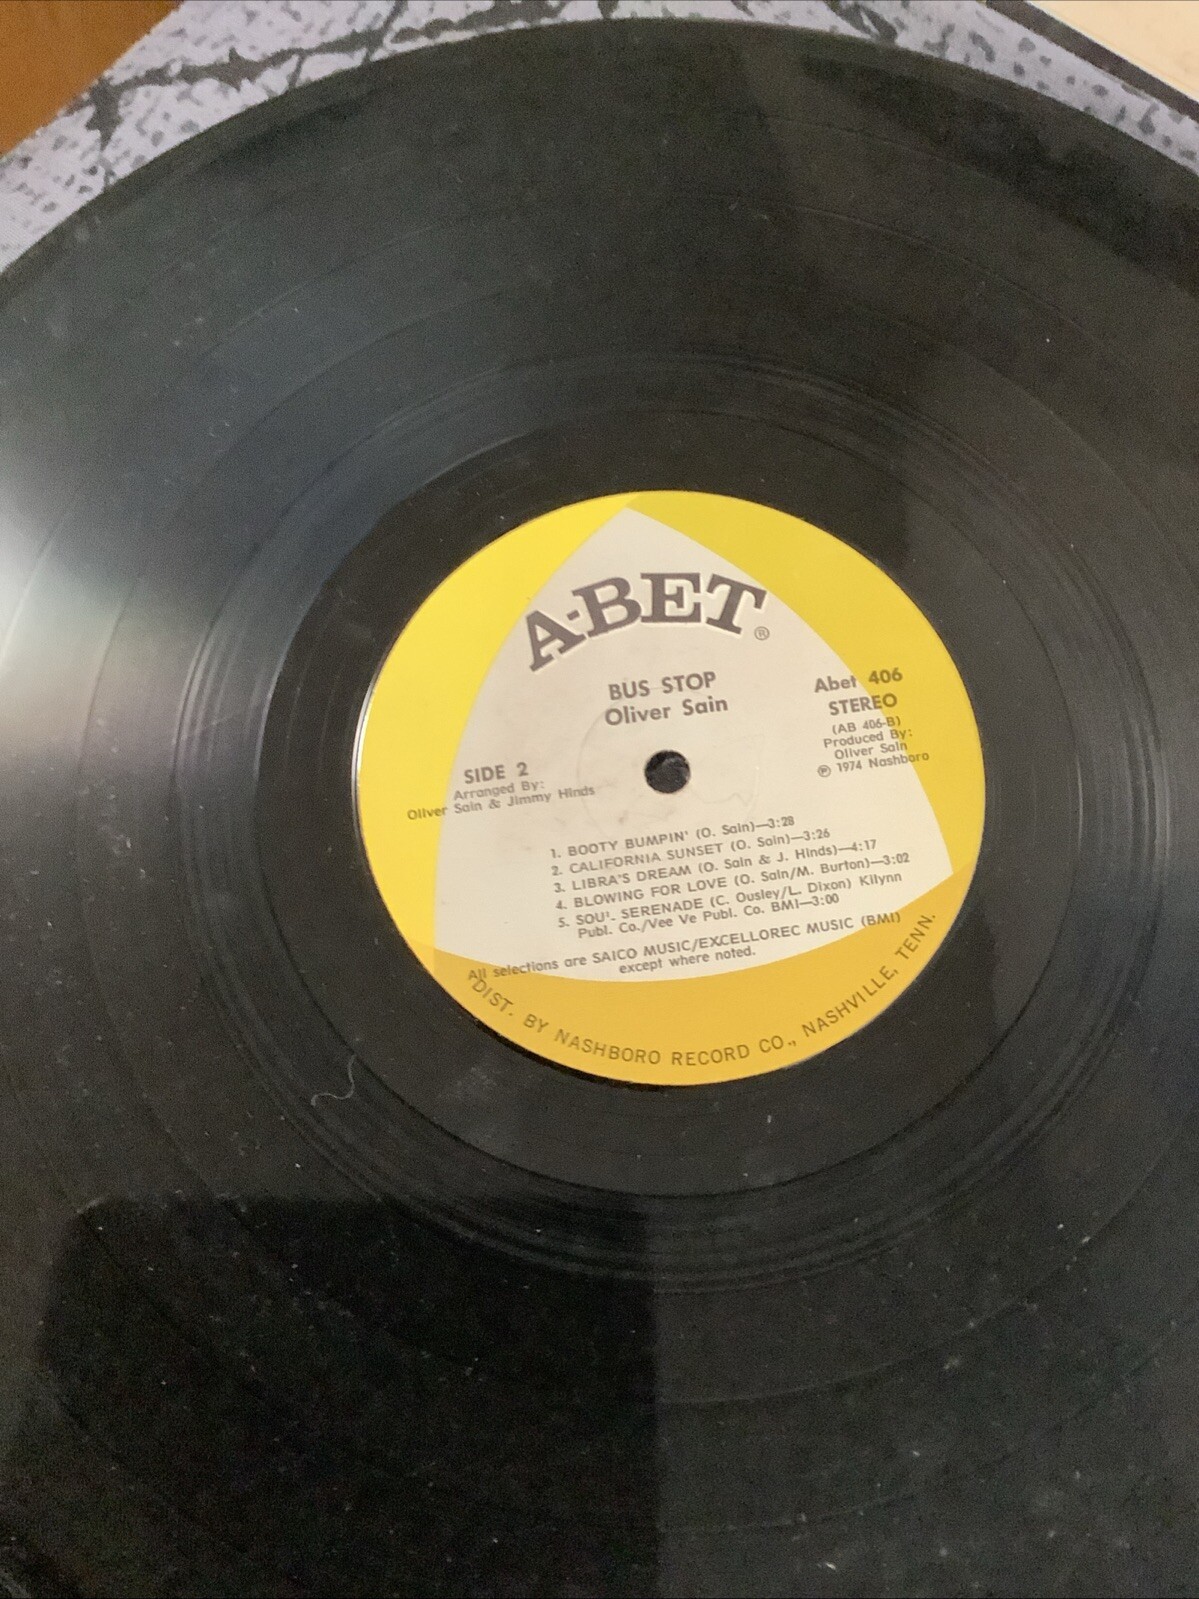 A-BET®
BUS STOP
Oliver Sain
Abet 406
STEREO
(AB 406-B)
Produced By:
Oliver Sain
℗ 1974 Nashboro
SIDE 2
Arranged By:
Oliver Sain & Jimmy Hinds
1. BOOTY BUMPIN' (O. Sain)—3:28
2. CALIFORNIA SUNSET (O. Sain)—3:26
3. LIBRA'S DREAM (O. Sain & J. Hinds)—4:17
4. BLOWING FOR LOVE (O. Sain/M. Burton)—3:02
5. SOUL SERENADE (C. Ousley/L. Dixon) Kilynn
Publ. Co./Vee Ve Publ. Co. BMI—3:00
All selections are SAICO MUSIC/EXCELLOREC MUSIC (BMI)
except where noted.
DIST. BY NASHBORO RECORD CO., NASHVILLE, TENN.